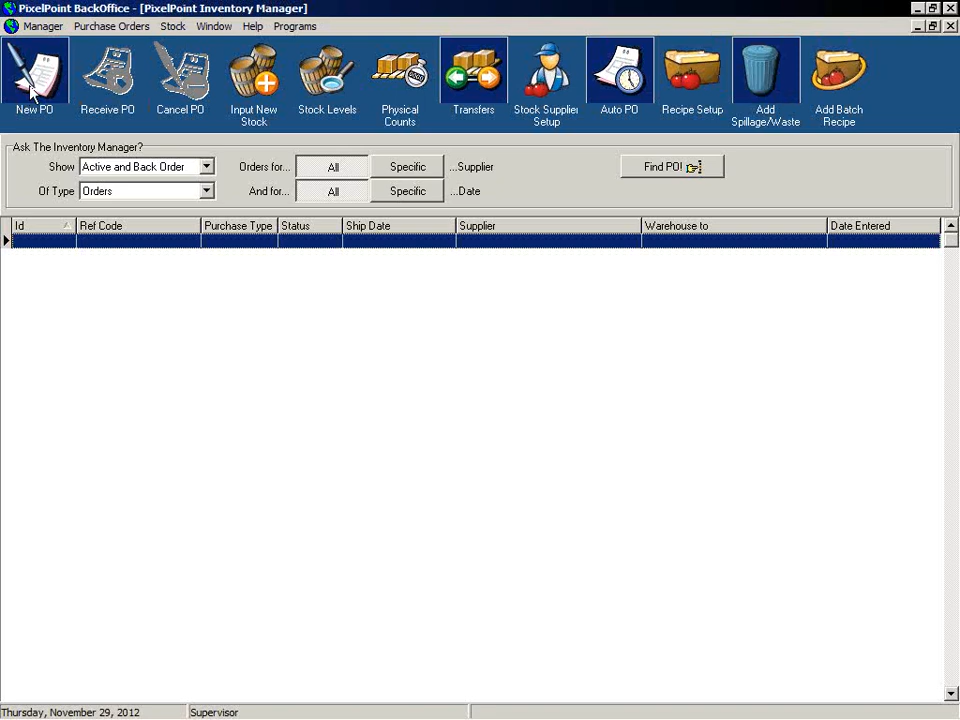 PixelPoint BackOffice - [PixelPoint Inventory Manager]
Manager Purchase Orders Stock Window Help Programs
New PO Receive PO Cancel PO Input New Stock Stock Levels Physical Counts Transfers Stock Supplier Setup Auto PO Recipe Setup Add Spillage/Waste Add Batch Recipe
Ask The Inventory Manager?
Show Active and Back Order Orders for... All Specific ...Supplier Find PO!
Of Type Orders And for... All Specific ...Date
Id Ref Code Purchase Type Status Ship Date Supplier Warehouse to Date Entered
Thursday, November 29, 2012 Supervisor